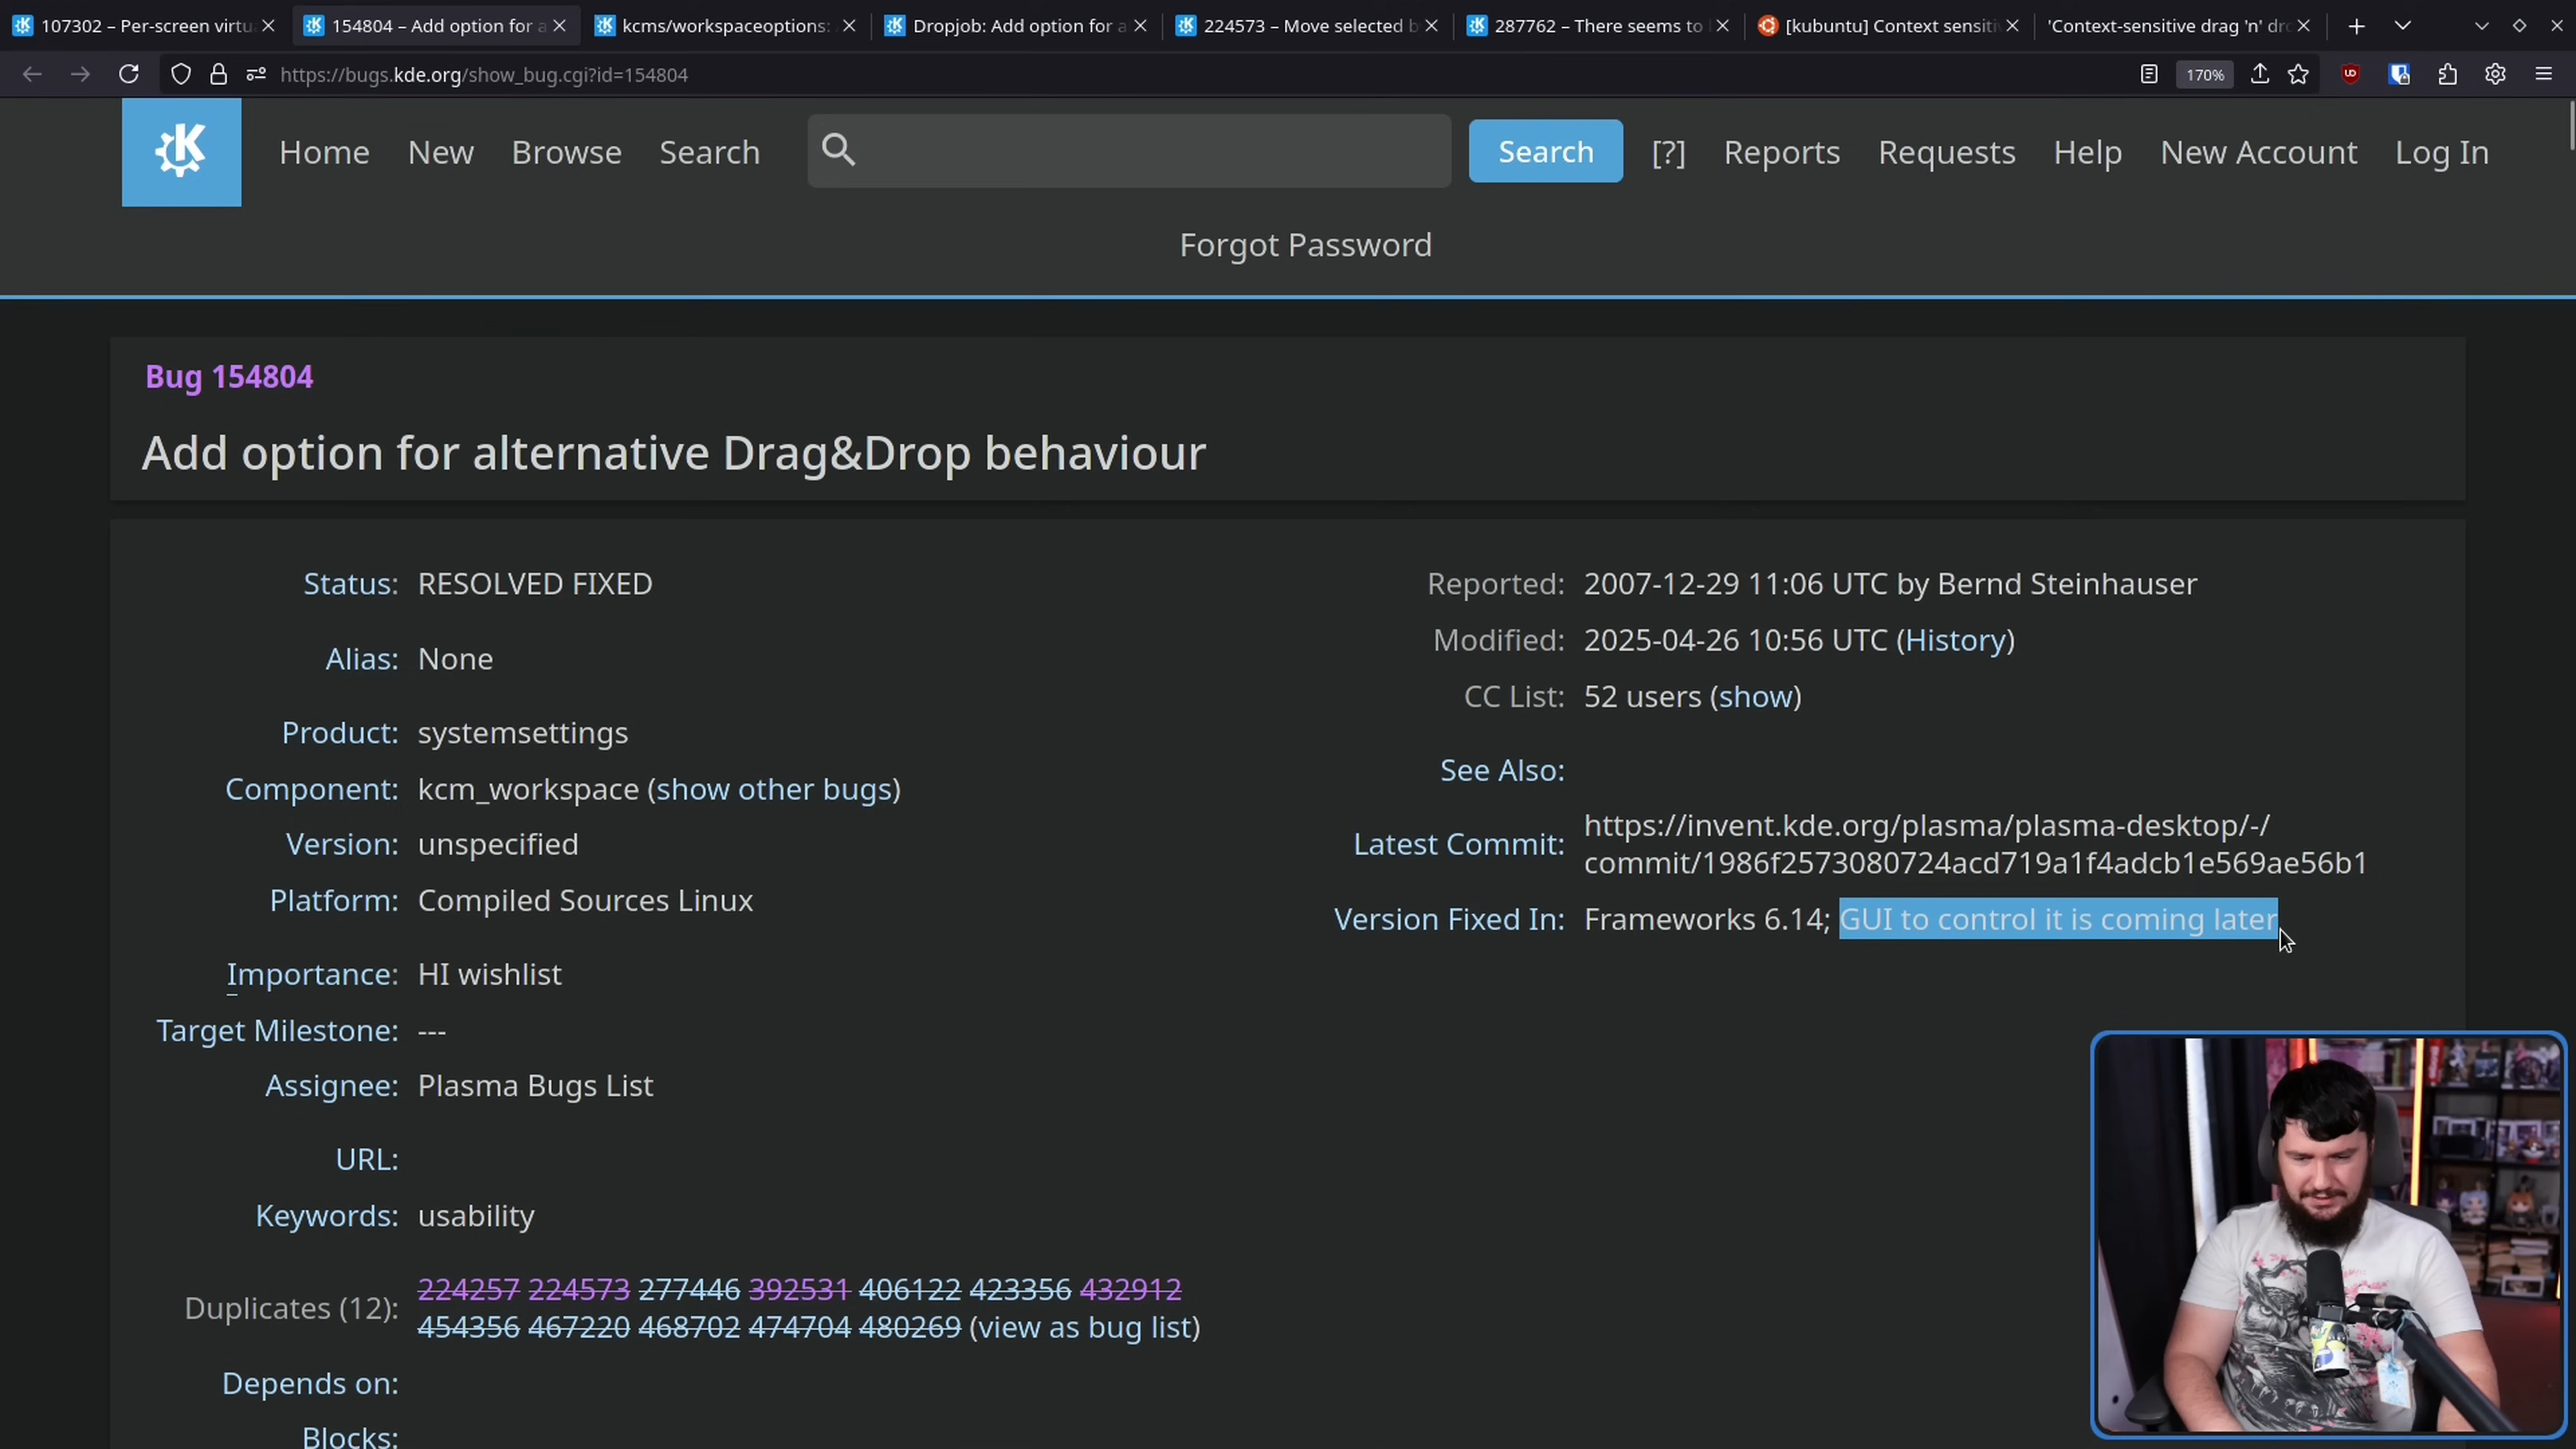 107302 – Per-screen virtu
154804 – Add option for a
kcms/workspaceoptions: 
Dropjob: Add option for a
224573 – Move selected b
287762 – There seems to
[kubuntu] Context sensiti
'Context-sensitive drag 'n' dr
https://bugs.kde.org/show_bug.cgi?id=154804
170%
Home
New
Browse
Search
Search
[?]
Reports
Requests
Help
New Account
Log In
Forgot Password
Bug 154804
Add option for alternative Drag&Drop behaviour
Status: RESOLVED FIXED
Alias: None
Product: systemsettings
Component: kcm_workspace (show other bugs)
Version: unspecified
Platform: Compiled Sources Linux
Importance: HI wishlist
Target Milestone: ---
Assignee: Plasma Bugs List
URL:
Keywords: usability
Duplicates (12): 224257 224573 277446 392531 406122 423356 432912
454356 467220 468702 474704 480269 (view as bug list)
Depends on:
Blocks:
Reported: 2007-12-29 11:06 UTC by Bernd Steinhauser
Modified: 2025-04-26 10:56 UTC (History)
CC List: 52 users (show)
See Also:
Latest Commit: https://invent.kde.org/plasma/plasma-desktop/-/
commit/1986f2573080724acd719a1f4adcb1e569ae56b1
Version Fixed In: Frameworks 6.14; GUI to control it is coming later